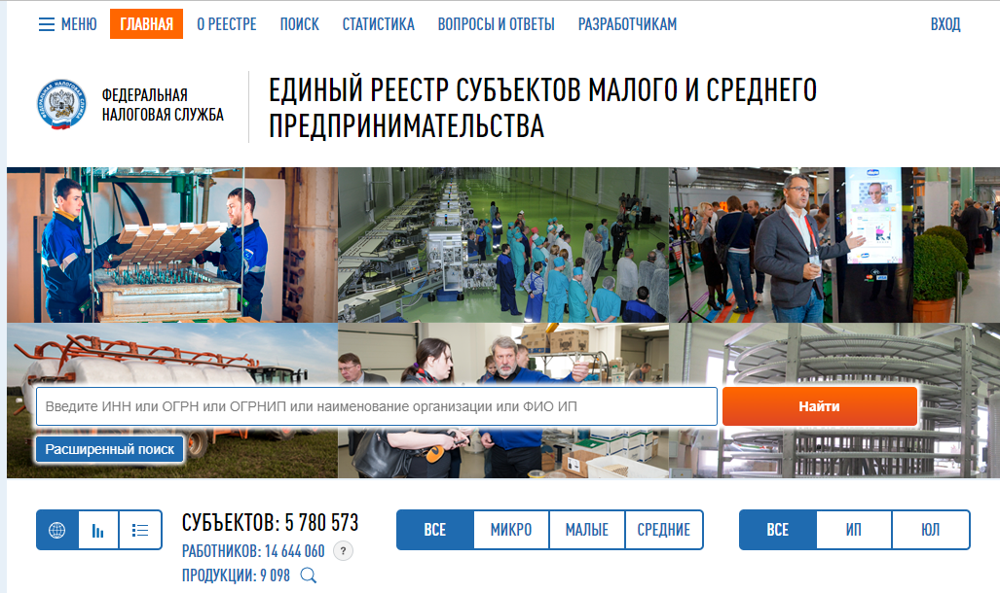 МЕНЮ ГЛАВНАЯ О РЕЕСТРЕ ПОИСК СТАТИСТИКА ВОПРОСЫ И ОТВЕТЫ РАЗРАБОТЧИКАМ ВХОД
ФЕДЕРАЛЬНАЯ
НАЛОГОВАЯ СЛУЖБА
ЕДИНЫЙ РЕЕСТР СУБЪЕКТОВ МАЛОГО И СРЕДНЕГО
ПРЕДПРИНИМАТЕЛЬСТВА
Введите ИНН или ОГРН или ОГРНИП или наименование организации или ФИО ИП
Найти
Расширенный поиск
СУБЪЕКТОВ: 5 780 573
РАБОТНИКОВ: 14 644 060 ?
ПРОДУКЦИИ: 9 098
ВСЕ МИКРО МАЛЫЕ СРЕДНИЕ
ВСЕ ИП ЮЛ